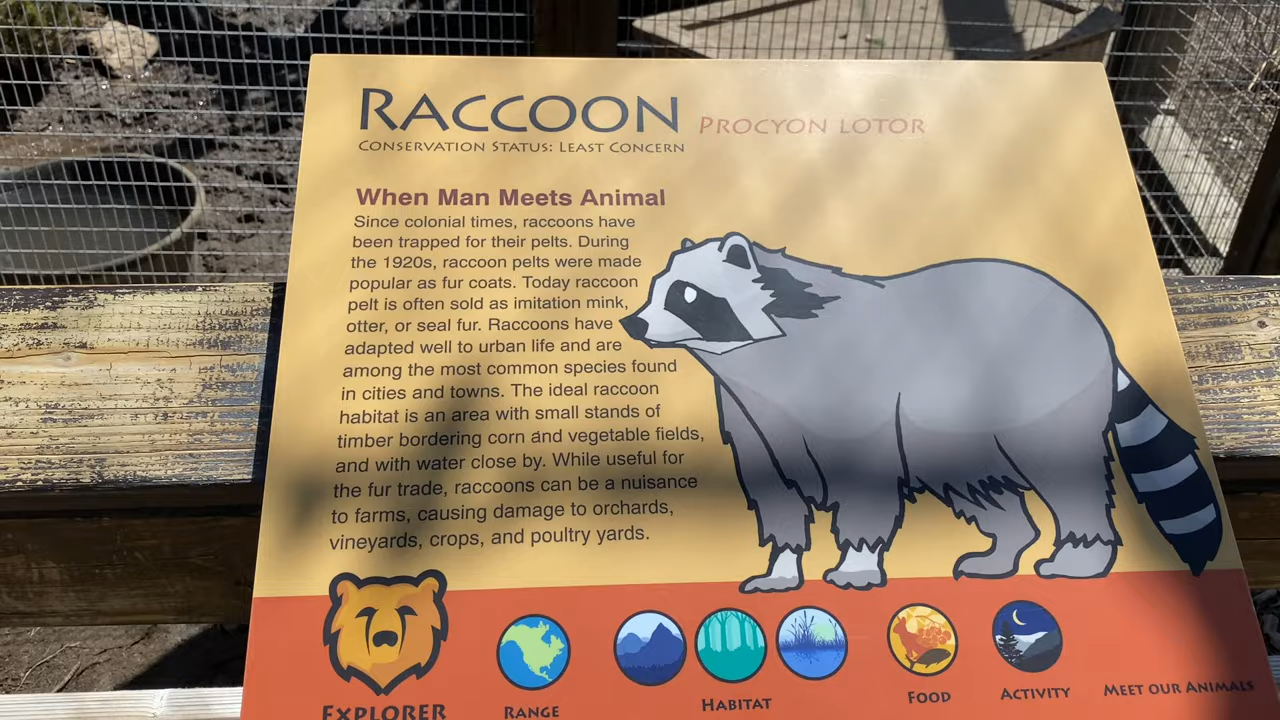 RACCOON PROCYON LOTOR
CONSERVATION STATUS: LEAST CONCERN
When Man Meets Animal
Since colonial times, raccoons have
been trapped for their pelts. During
the 1920s, raccoon pelts were made
popular as fur coats. Today raccoon
pelt is often sold as imitation mink,
otter, or seal fur. Raccoons have
adapted well to urban life and are
among the most common species found
in cities and towns. The ideal raccoon
habitat is an area with small stands of
timber bordering corn and vegetable fields,
and with water close by. While useful for
the fur trade, raccoons can be a nuisance
to farms, causing damage to orchards,
vineyards, crops, and poultry yards.
EXPLORER
RANGE
HABITAT
FOOD
ACTIVITY
MEET OUR ANIMALS